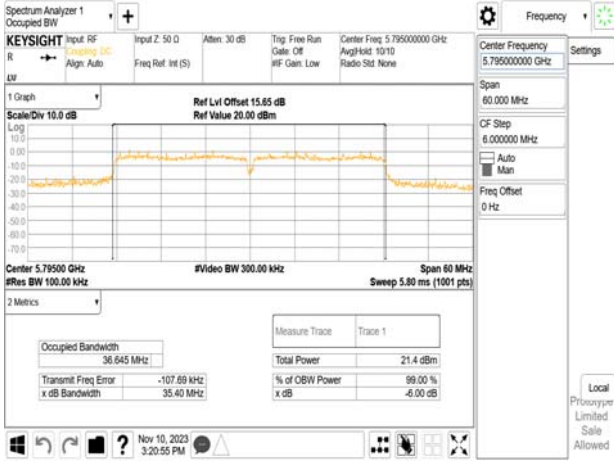 Spectrum Analyzer 1
Occupied BW
KEYSIGHT
R
Input: RF
Coupling: DC
Align: Auto
Input Z: 50 Ω
Freq Ref: Int (S)
Atten: 30 dB
Trig: Free Run
Gate: Off
#IF Gain: Low
Center Freq: 5.795000000 GHz
Avg|Hold: 10/10
Radio Std: None
1 Graph
Scale/Div 10.0 dB
Log
Ref Lvl Offset 15.65 dB
Ref Value 20.00 dBm
10.0
0.00
-10.0
-20.0
-30.0
-40.0
-50.0
-60.0
-70.0
Center 5.79500 GHz
#Res BW 100.00 kHz
#Video BW 300.00 kHz
Span 60 MHz
Sweep 5.80 ms (1001 pts)
2 Metrics
Occupied Bandwidth
36.645 MHz
Transmit Freq Error -107.69 kHz
x dB Bandwidth 35.40 MHz
Measure Trace Trace 1
Total Power 21.4 dBm
% of OBW Power 99.00 %
x dB -6.00 dB
Nov 10, 2023
3:20:55 PM
Frequency
Center Frequency
5.795000000 GHz
Span
60.000 MHz
CF Step
6.000000 MHz
Auto
Man
Freq Offset
0 Hz
Settings
Local
Prototype
Limited
Sale
Allowed